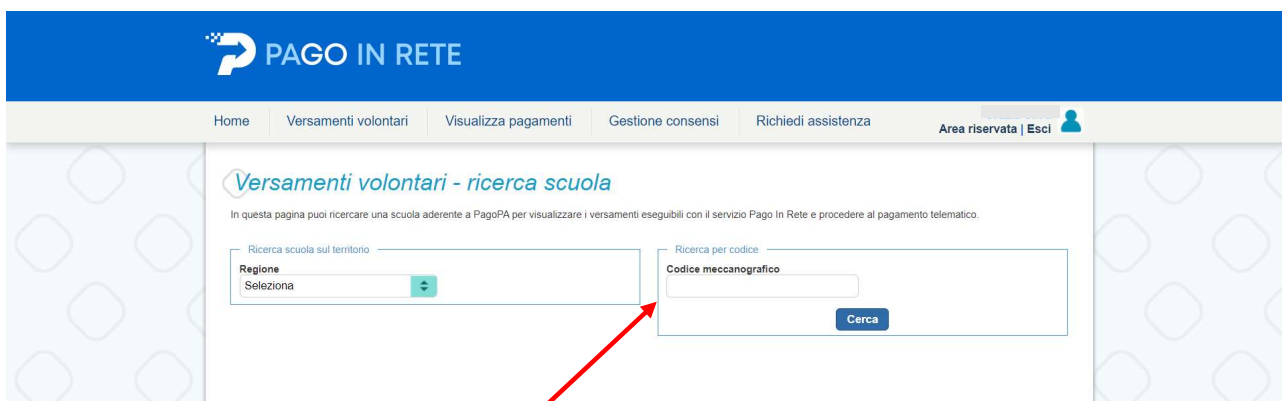 PAGO IN RETE
Home Versamenti volontari Visualizza pagamenti Gestione consensi Richiedi assistenza Area riservata | Esci
Versamenti volontari - ricerca scuola
In questa pagina puoi ricercare una scuola aderente a PagoPA per visualizzare i versamenti eseguibili con il servizio Pago In Rete e procedere al pagamento telematico.
Ricerca scuola sul territorio
Regione
Seleziona
Ricerca per codice
Codice meccanografico
Cerca